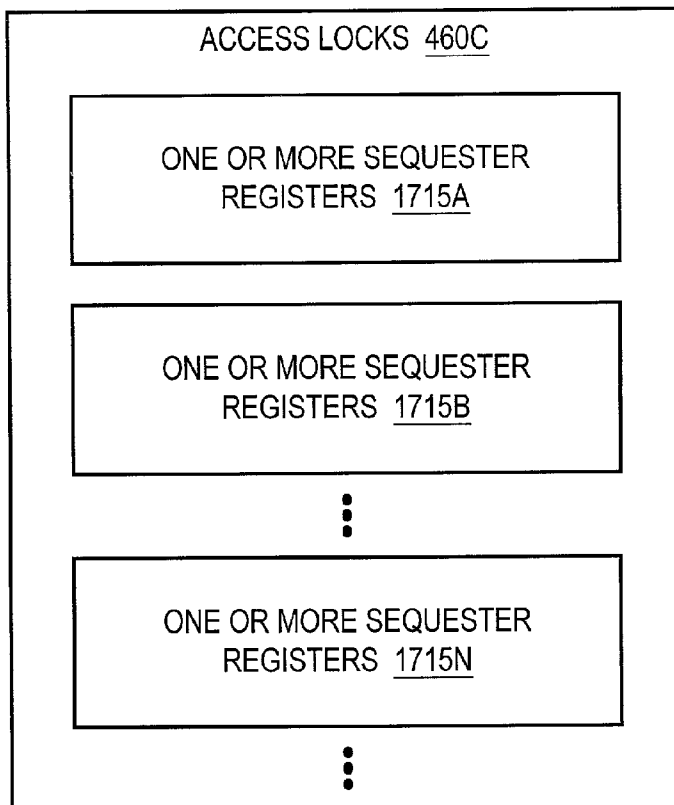 ACCESS LOCKS 460C
ONE OR MORE SEQUESTER
REGISTERS 1715A
ONE OR MORE SEQUESTER
REGISTERS 1715B
ONE OR MORE SEQUESTER
REGISTERS 1715N